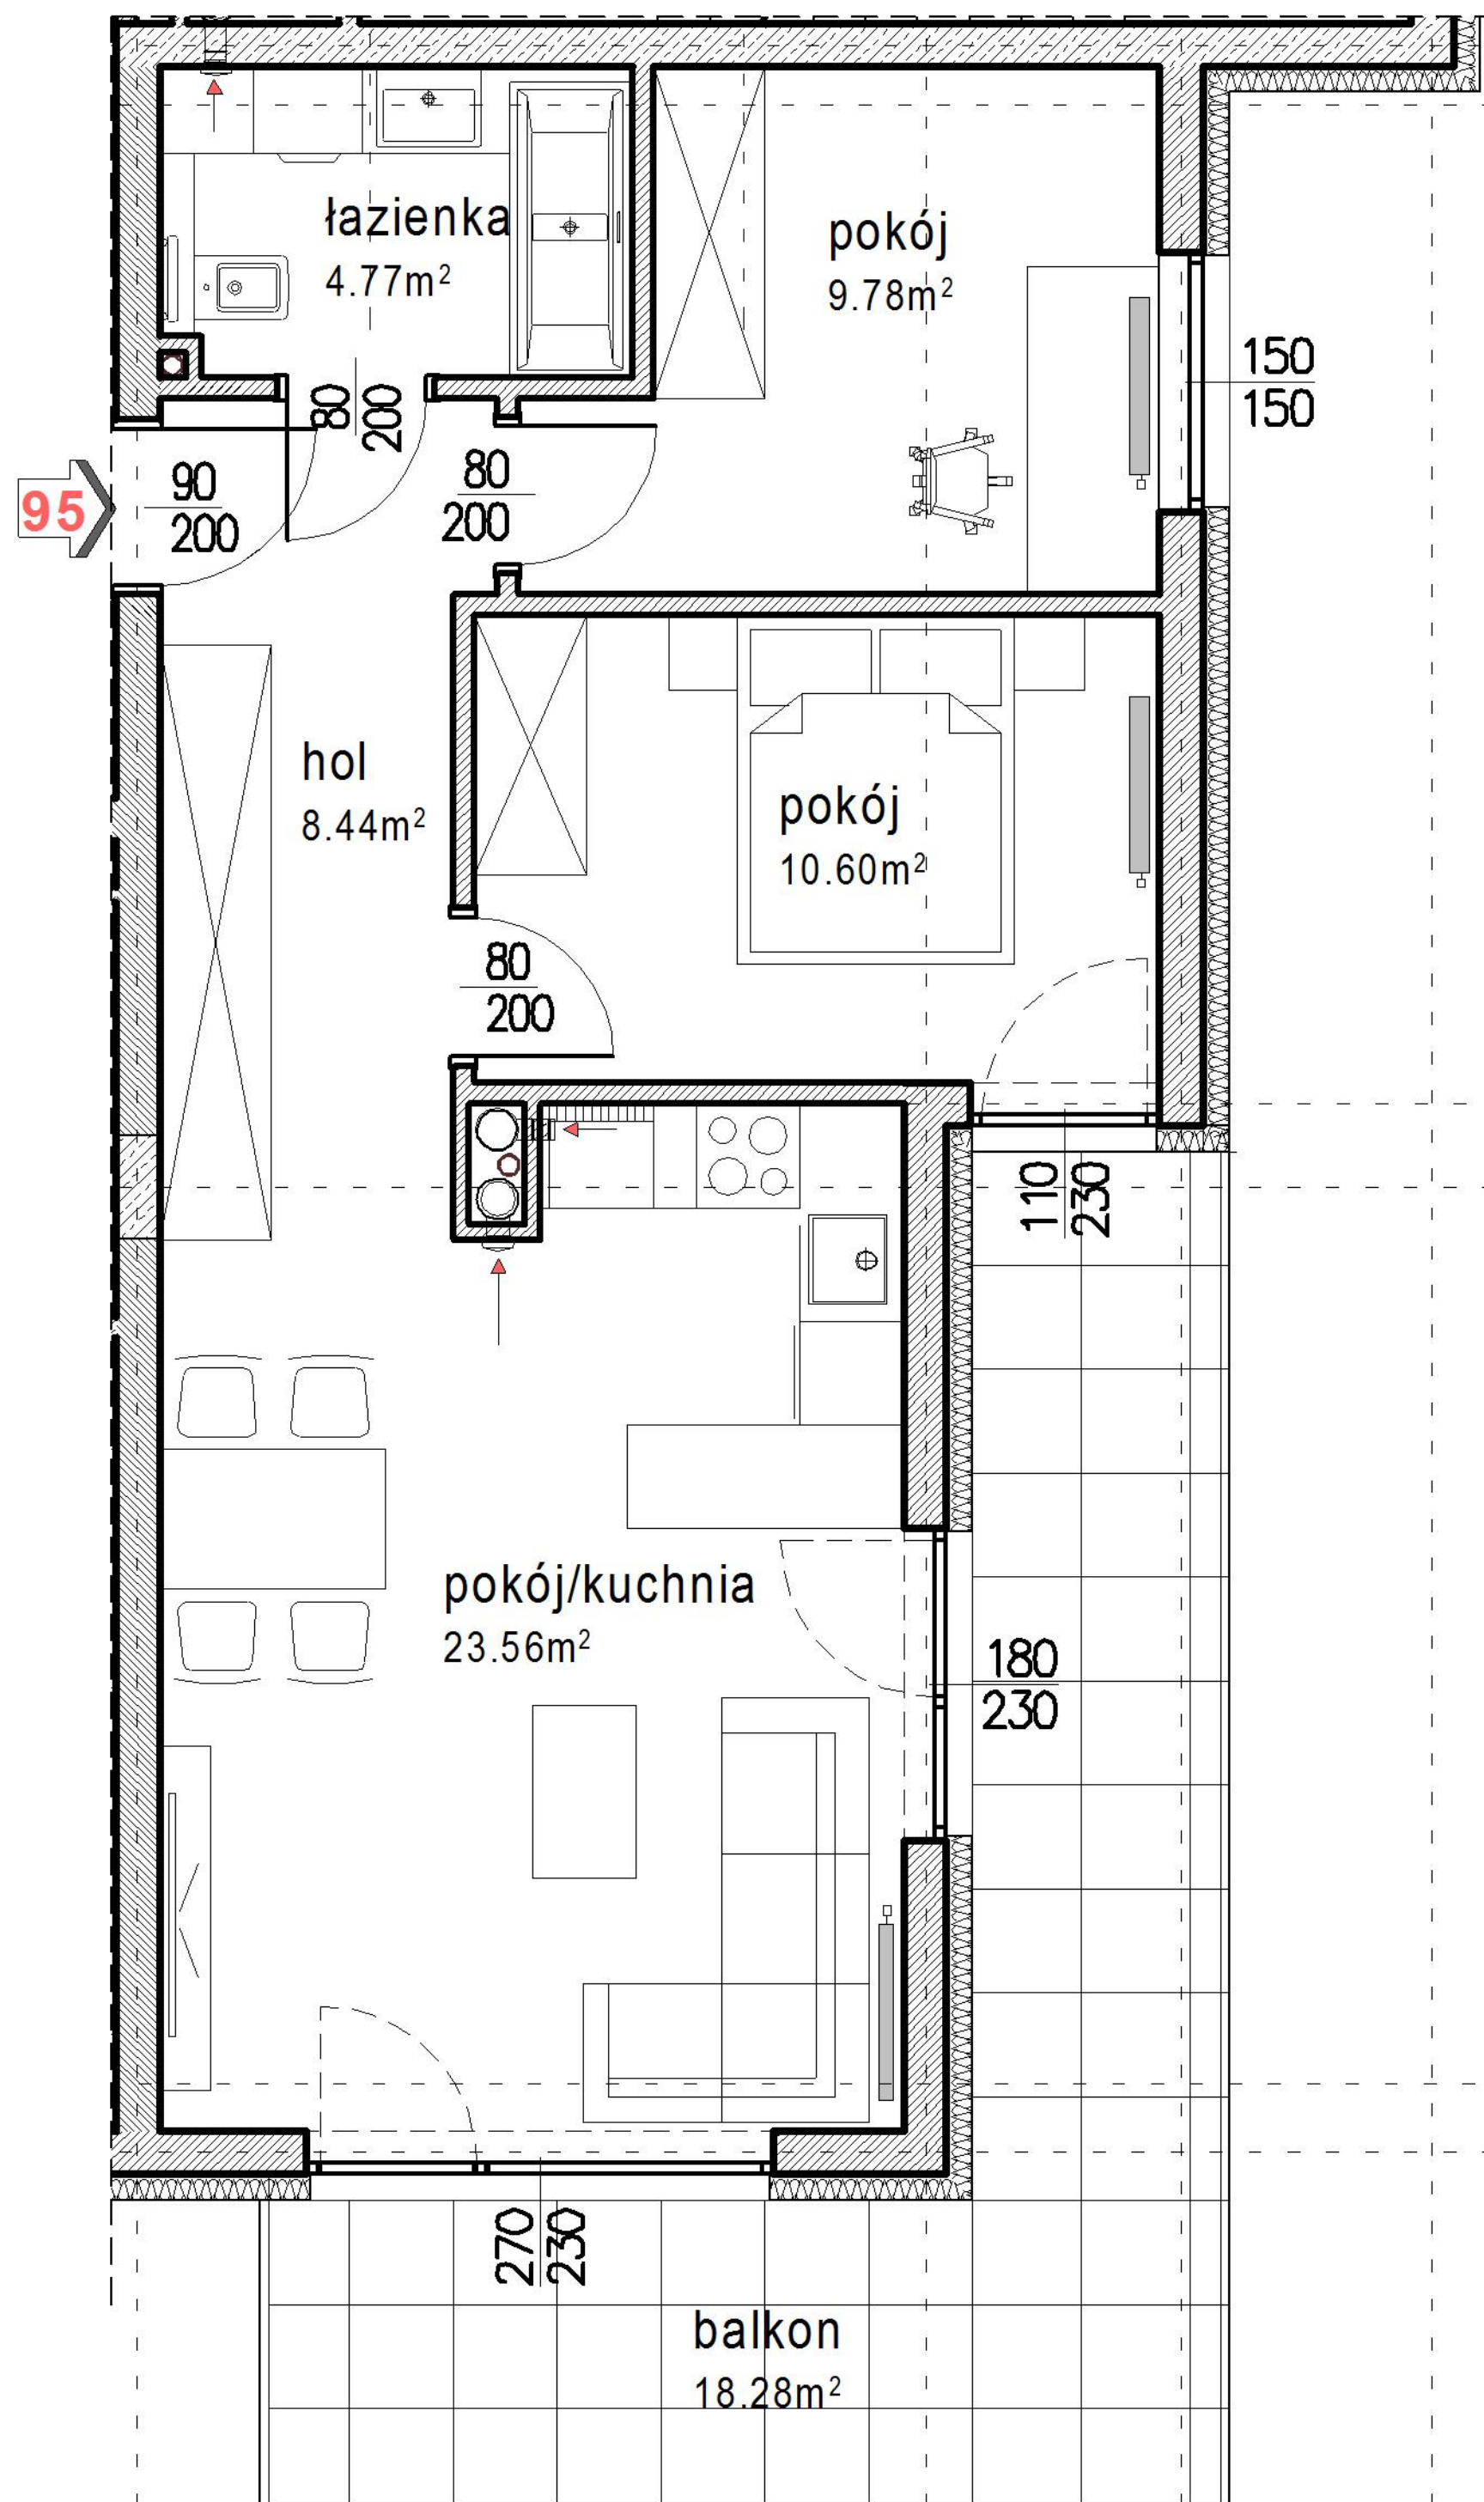 łazienka
4.77m²
pokój
9.78m²
150
150
80
200
95
90
200
80
200
hol
8.44m²
pokój
10.60m²
80
200
110
230
pokój/kuchnia
23.56m²
180
230
270
230
balkon
18.28m²